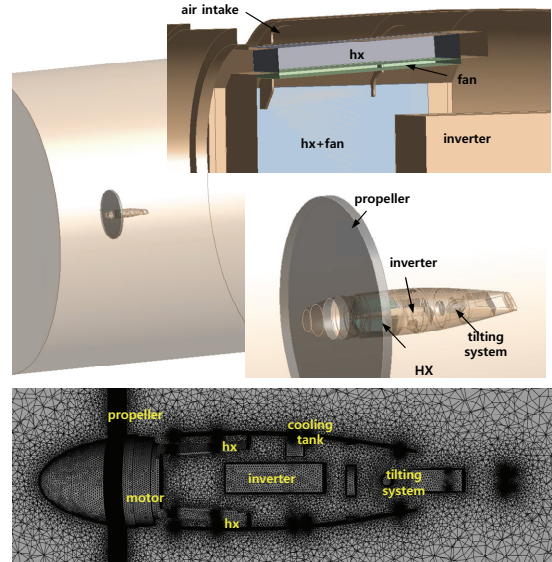 air intake
hx
fan
hx+fan
inverter
propeller
inverter
tilting
system
HX
propeller
cooling
tank
hx
inverter
tilting
system
motor
hx